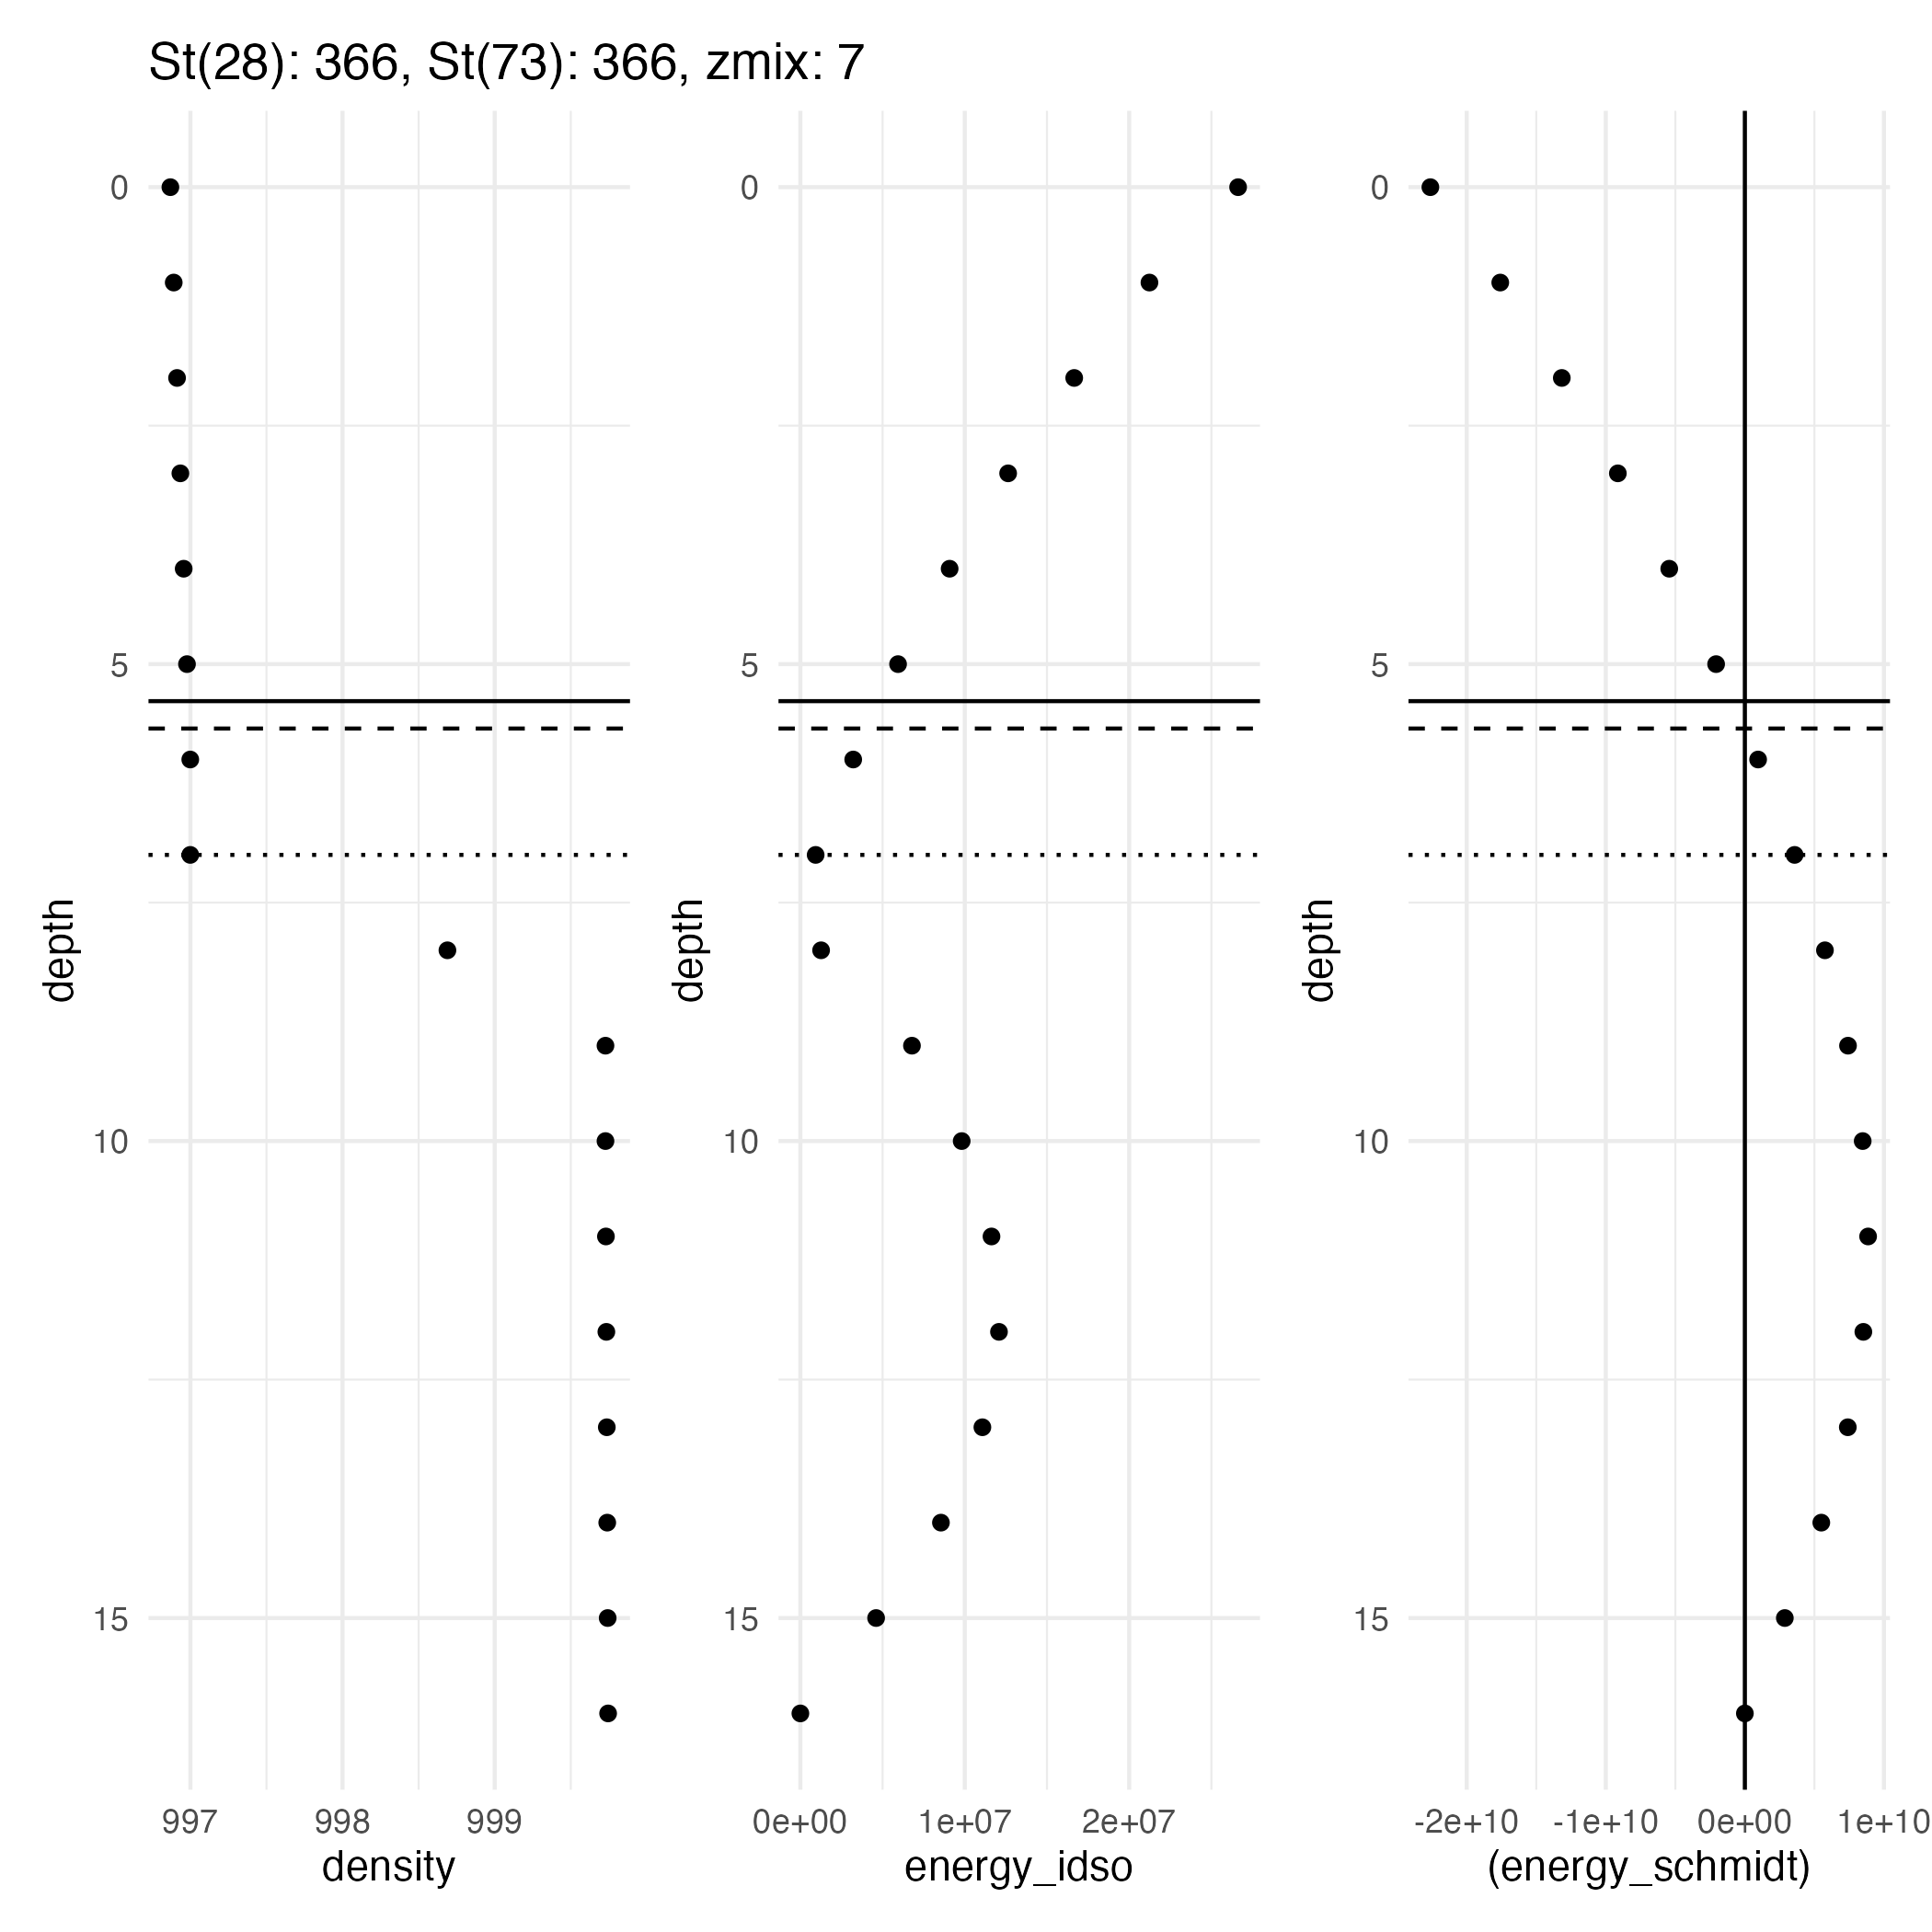 St(28): 366, St(73): 366, zmix: 7
depth
0
5
10
15
997 998 999
density
depth
0
5
10
15
0e+00 1e+07 2e+07
energy_idso
depth
0
5
10
15
-2e+10 -1e+10 0e+00 1e+10
(energy_schmidt)